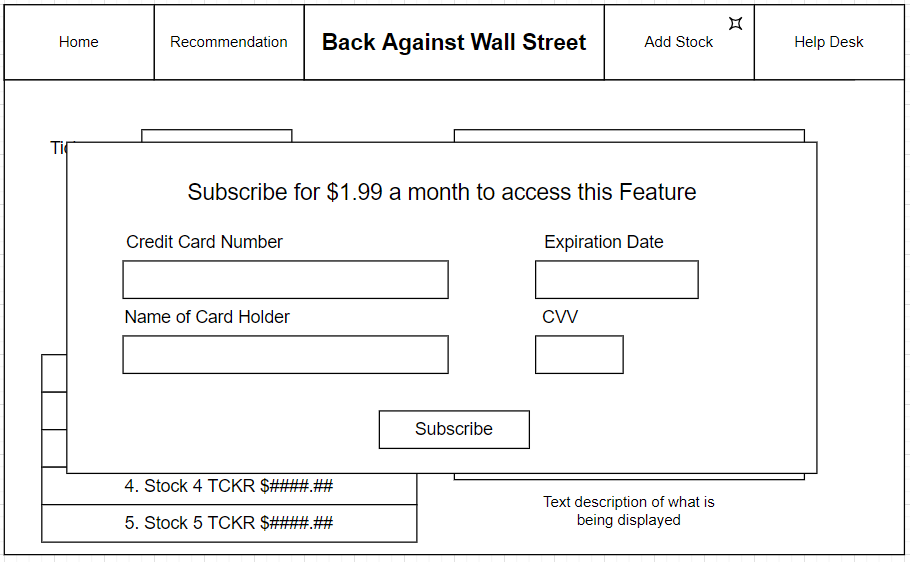 Home
Recommendation
Back Against Wall Street
Add Stock
Help Desk
Subscribe for $1.99 a month to access this Feature
Credit Card Number
Expiration Date
Name of Card Holder
CVV
Subscribe
4. Stock 4 TCKR $####.##
5. Stock 5 TCKR $####.##
Text description of what is
being displayed